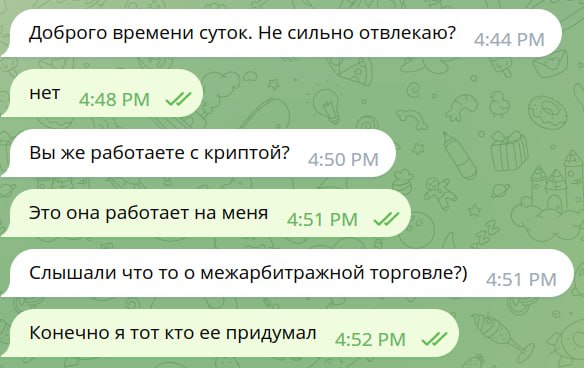 Доброго времени суток. Не сильно отвлекаю? 4:44 PM
нет 4:48 PM
Вы же работаете с криптой? 4:50 PM
Это она работает на меня 4:51 PM
Слышали что то о межарбитражной торговле?) 4:51 PM
Конечно я тот кто ее придумал 4:52 PM